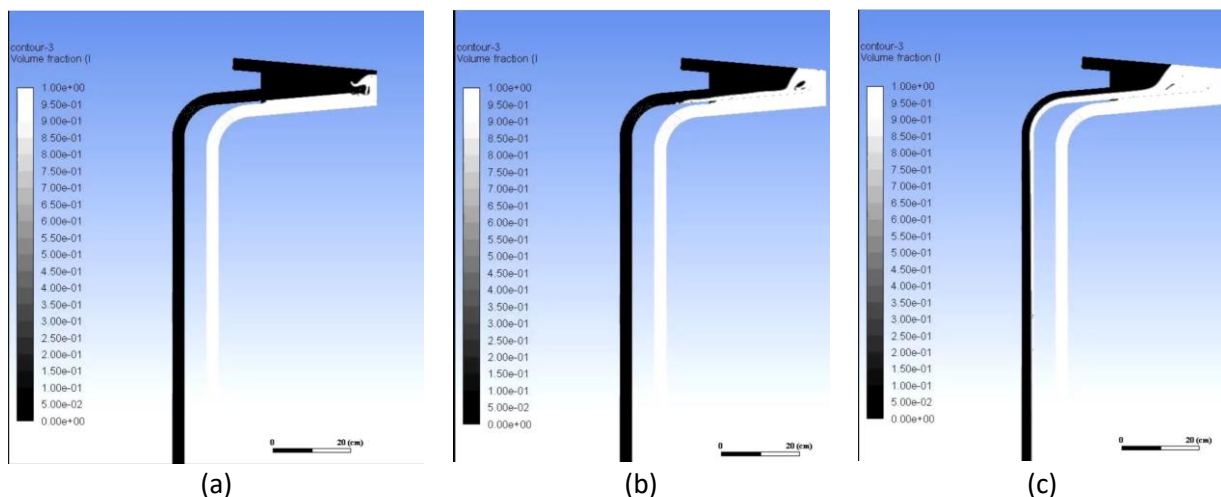 contour-3
Volume fraction (l
1.00e+00
9.50e-01
9.00e-01
8.50e-01
8.00e-01
7.50e-01
7.00e-01
6.50e-01
6.00e-01
5.50e-01
5.00e-01
4.50e-01
4.00e-01
3.50e-01
3.00e-01
2.50e-01
2.00e-01
1.50e-01
1.00e-01
5.00e-02
0.00e+00
0 20 (cm)
(a)
contour-3
Volume fraction (l
1.00e+00
9.50e-01
9.00e-01
8.50e-01
8.00e-01
7.50e-01
7.00e-01
6.50e-01
6.00e-01
5.50e-01
5.00e-01
4.50e-01
4.00e-01
3.50e-01
3.00e-01
2.50e-01
2.00e-01
1.50e-01
1.00e-01
5.00e-02
0.00e+00
0 20 (cm)
(b)
contour-3
Volume fraction (l
1.00e+00
9.50e-01
9.00e-01
8.50e-01
8.00e-01
7.50e-01
7.00e-01
6.50e-01
6.00e-01
5.50e-01
5.00e-01
4.50e-01
4.00e-01
3.50e-01
3.00e-01
2.50e-01
2.00e-01
1.50e-01
1.00e-01
5.00e-02
0.00e+00
0 20 (cm)
(c)